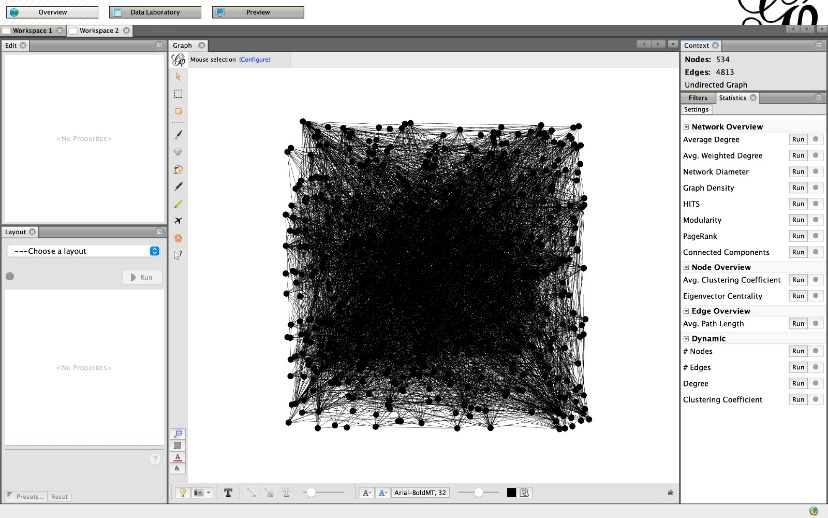 Overview
Data Laboratory
Preview
Workspace 1
Workspace 2
Edit
<No Properties>
Layout
---Choose a layout
Run
<No Properties>
Presets...
Reset
Graph
Mouse selection (Configure)
A-
A-
Arial-BoldMT, 32
Context
Nodes: 534
Edges: 4813
Undirected Graph
Filters
Statistics
Settings
Network Overview
Average Degree Run
Avg. Weighted Degree Run
Network Diameter Run
Graph Density Run
HITS Run
Modularity Run
PageRank Run
Connected Components Run
Node Overview
Avg. Clustering Coefficient Run
Eigenvector Centrality Run
Edge Overview
Avg. Path Length Run
Dynamic
# Nodes Run
# Edges Run
Degree Run
Clustering Coefficient Run